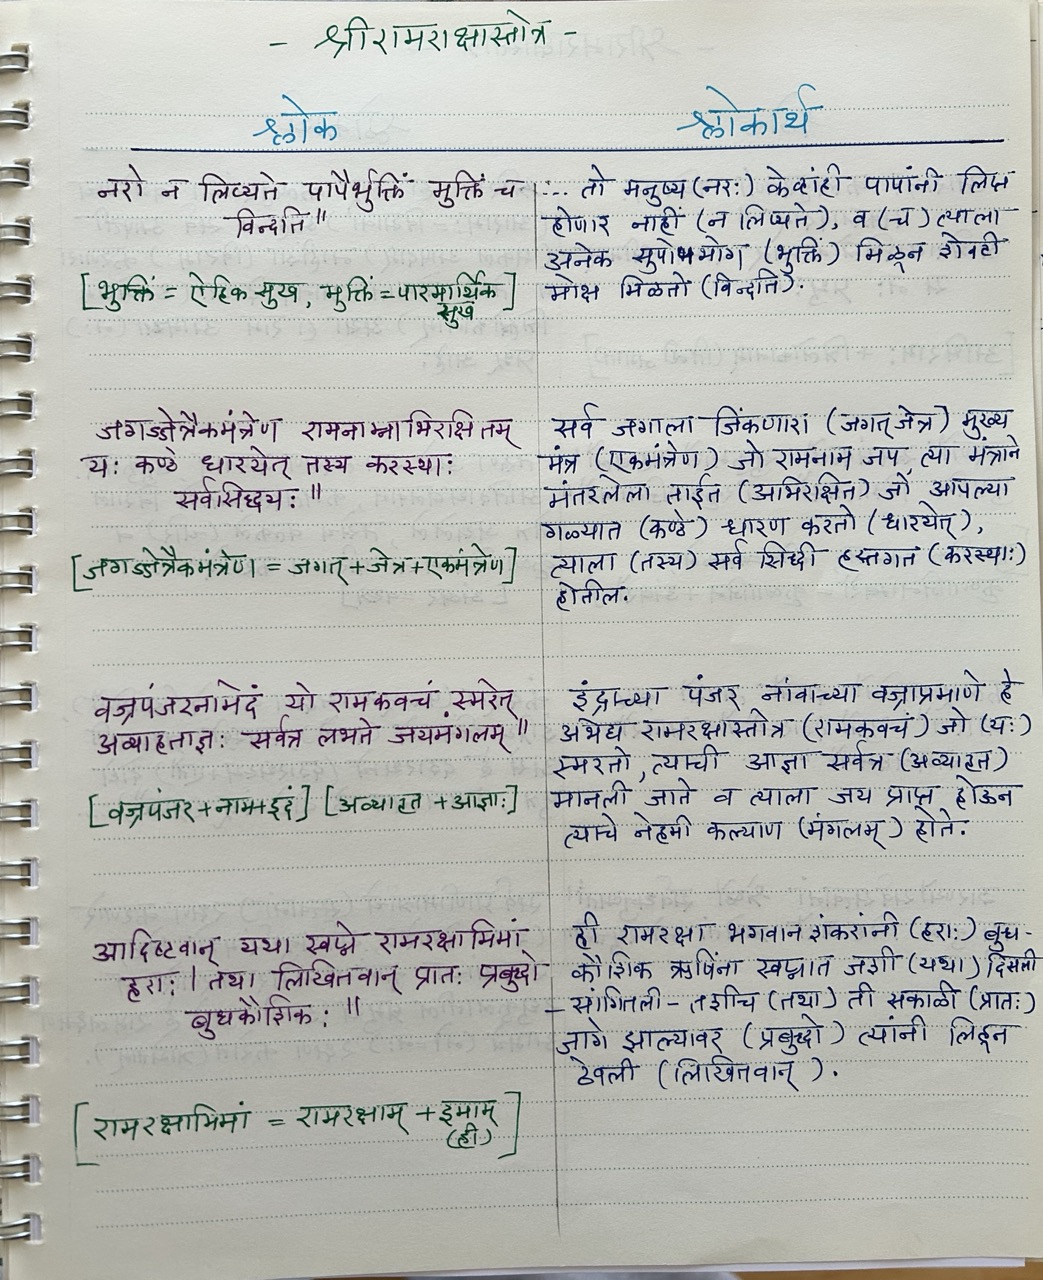 - श्रीरामराक्षास्तोत्र -
श्लोक
नरो न लिप्यते पापैर्भुक्तिं मुक्तिं च
विन्दति॥
[भुक्तिं = ऐहिक सुख, मुक्तिं = पारमार्थिक
सुख]
जगज्जेत्रैकमंत्रेण रामनाम्नाभिरक्षितम्
यः कण्ठे धारयेत् तस्य करस्थाः
सर्वसिद्धयः॥
[जगज्जेत्रैकमंत्रेण = जगत् + जेत्र + एकमंत्रेण]
वज्रपंजरनामेदं यो रामकवचं स्मरेत्
अव्याहताज्ञः सर्वत्र लभते जयमंगलम्॥
[वज्रपंजर + नाम + इदं] [अव्याहत + आज्ञाः]
आदिष्टवान् यथा स्वप्ने रामरक्षामिमां
हराः। तथा लिखितवान् प्रातः प्रबुद्धो
बुधकौशिकः॥
[रामरक्षामिमां = रामरक्षाम् + इमाम्
(ही)]
श्लोकार्थ
... तो मनुष्य (नरः) केव्हांही पापांनी लिप्त
होणार नाहीं (न लिप्यते), व (च) त्याला
अनेक सुपोषभोग (भुक्तिं) मिळून शेवटी
मोक्ष मिळतो (विन्दति).
सर्व जगाला जिंकणारा (जगत् जेत्र) मुख्य
मंत्र (एकमंत्रेण) जो रामनाम जप, त्या मंत्राने
मंतरलेला ताईत (अभिरक्षित) जो आपल्या
गळ्यात (कण्ठे) धारण करतो (धारयेत्),
त्याला (तस्य) सर्व सिद्धी हस्तगत (करस्थाः)
होतील.
इंद्राच्या पंजर नांवाच्या वज्राप्रमाणे हे
अभेद्य रामरक्षास्तोत्र (रामकवचं) जो (यः)
स्मरतो, त्याची आज्ञा सर्वत्र (अव्याहत)
मानली जाते व त्याला जय प्राप्त होऊन
त्याचे नेहमी कल्याण (मंगलम्) होते.
ही रामरक्षा भगवान शंकरांनी (हराः) बुध-
कौशिक ऋषिंना स्वप्नात जशी (यथा) दिसली
- सांगितली - तशीच (तथा) ती सकाळी (प्रातः)
जागे झाल्यावर (प्रबुद्धो) त्यांनी लिहून
ठेवली (लिखितवान्).